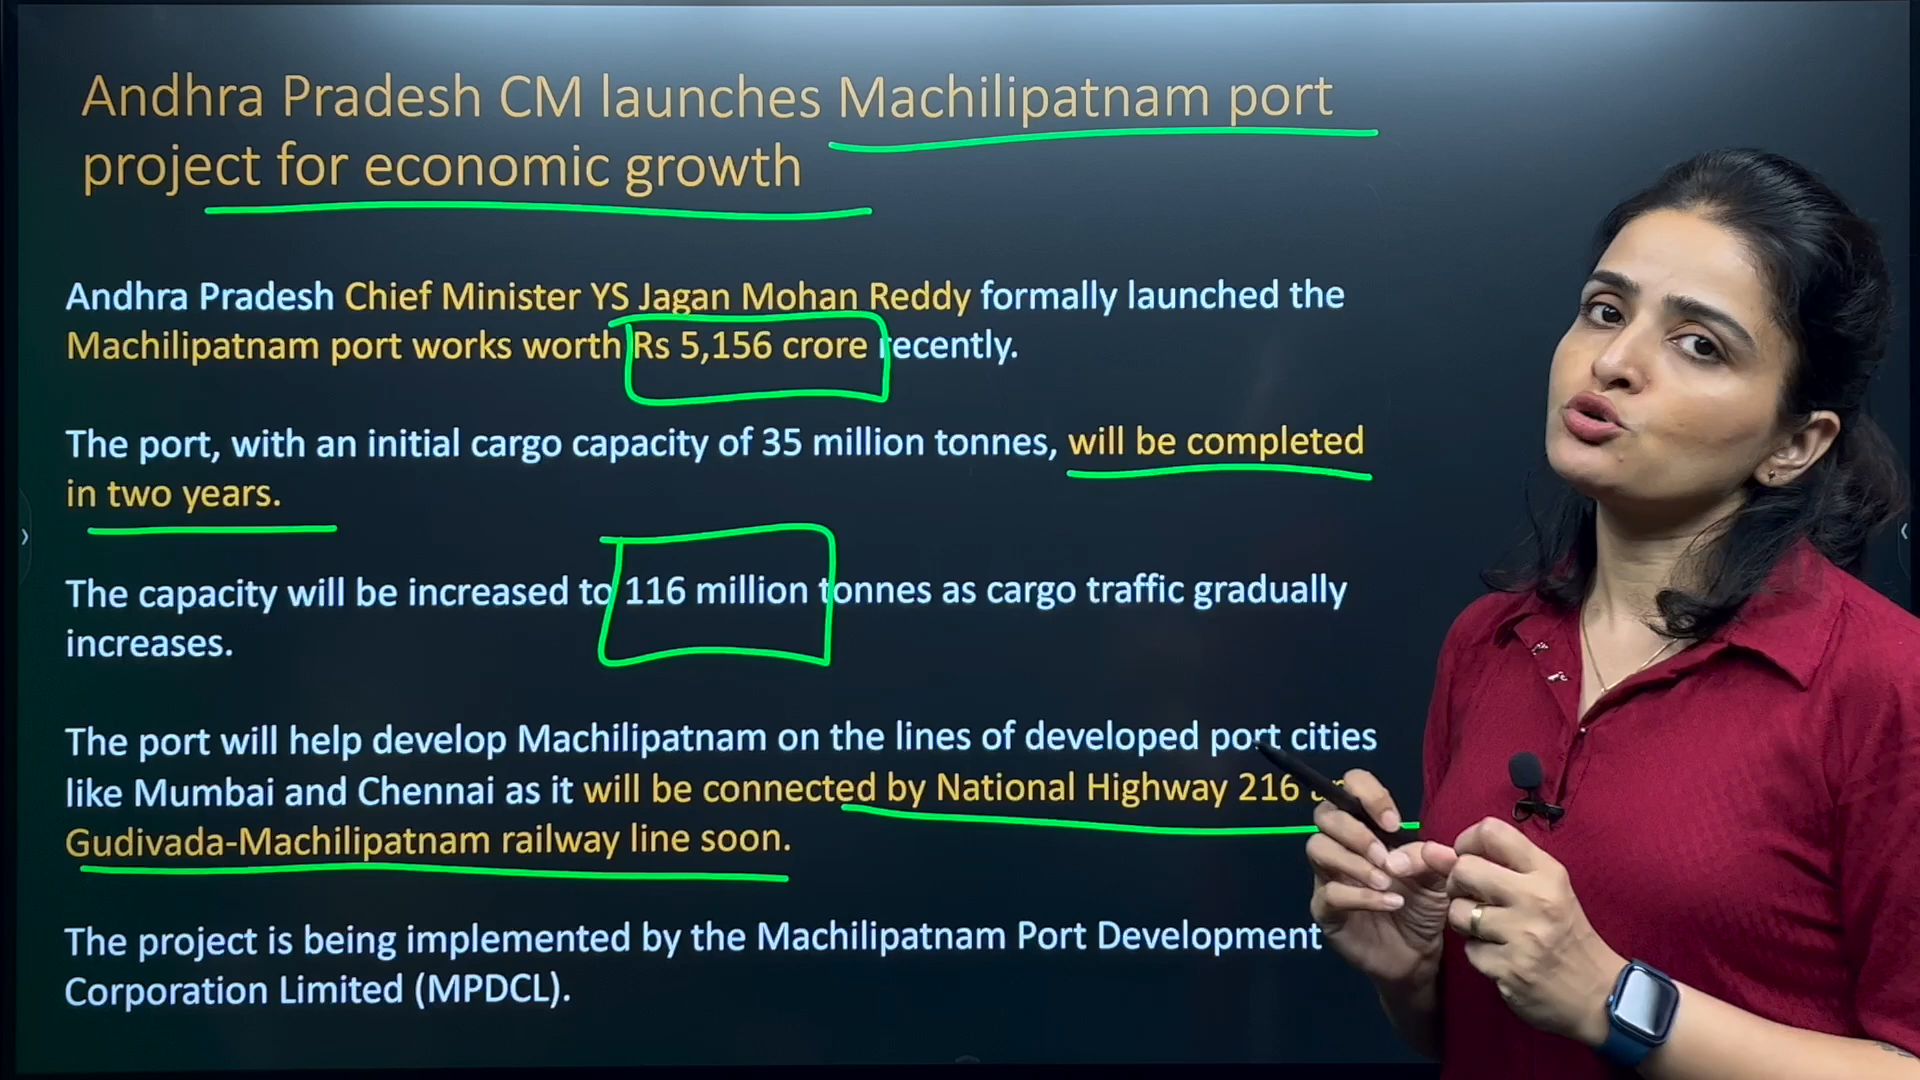 Andhra Pradesh CM launches Machilipatnam port
project for economic growth
Andhra Pradesh Chief Minister YS Jagan Mohan Reddy formally launched the
Machilipatnam port works worth Rs 5,156 crore recently.
The port, with an initial cargo capacity of 35 million tonnes, will be completed
in two years.
The capacity will be increased to 116 million tonnes as cargo traffic gradually
increases.
The port will help develop Machilipatnam on the lines of developed port cities
like Mumbai and Chennai as it will be connected by National Highway 216
Gudivada-Machilipatnam railway line soon.
The project is being implemented by the Machilipatnam Port Development
Corporation Limited (MPDCL).